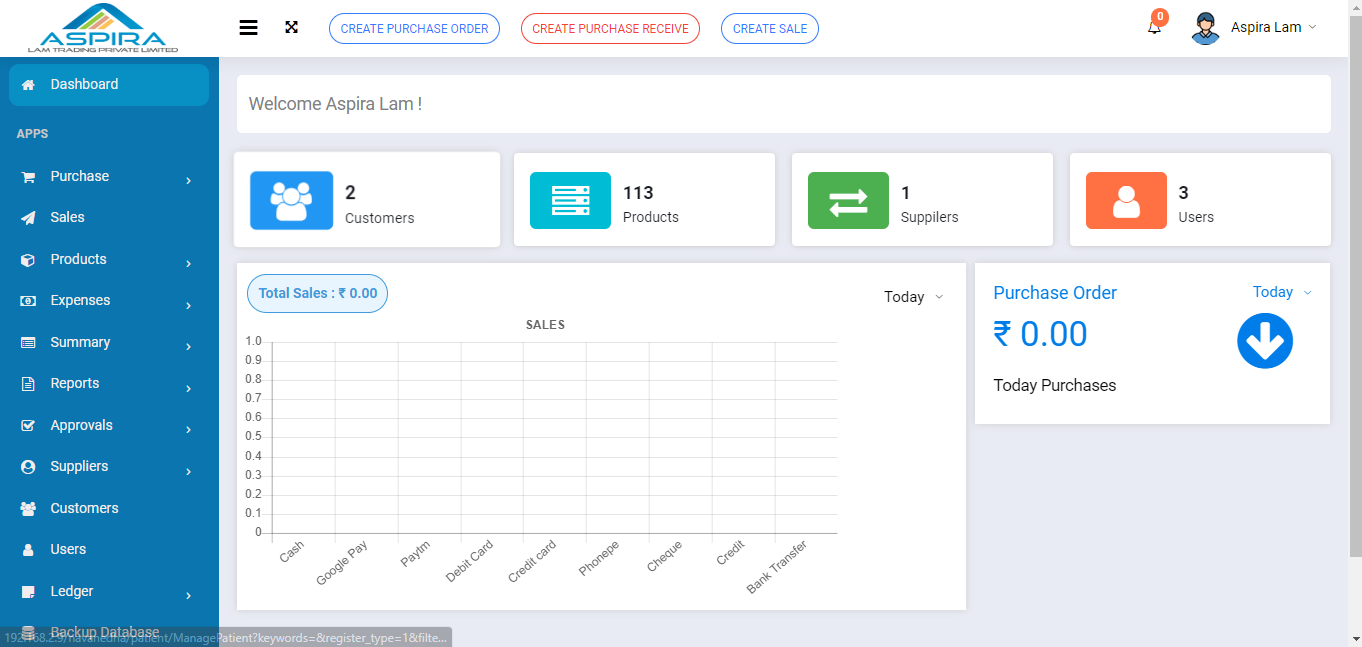 ASPIRA
LAM TRADING PRIVATE LIMITED
CREATE PURCHASE ORDER
CREATE PURCHASE RECEIVE
CREATE SALE
0
Aspira Lam
Dashboard
APPS
Purchase
Sales
Products
Expenses
Summary
Reports
Approvals
Suppliers
Customers
Users
Ledger
Backup Database
Welcome Aspira Lam !
2
Customers
113
Products
1
Suppilers
3
Users
Total Sales : ₹ 0.00
Today
SALES
1.0
0.9
0.8
0.7
0.6
0.5
0.4
0.3
0.2
0.1
0
Cash
Google Pay
Paytm
Debit Card
Credit card
Phonepe
Cheque
Credit
Bank Transfer
Purchase Order
Today
₹ 0.00
Today Purchases
192.168.2.9/navanedha/patient/ManagePatient?keywords=&register_type=1&filte...